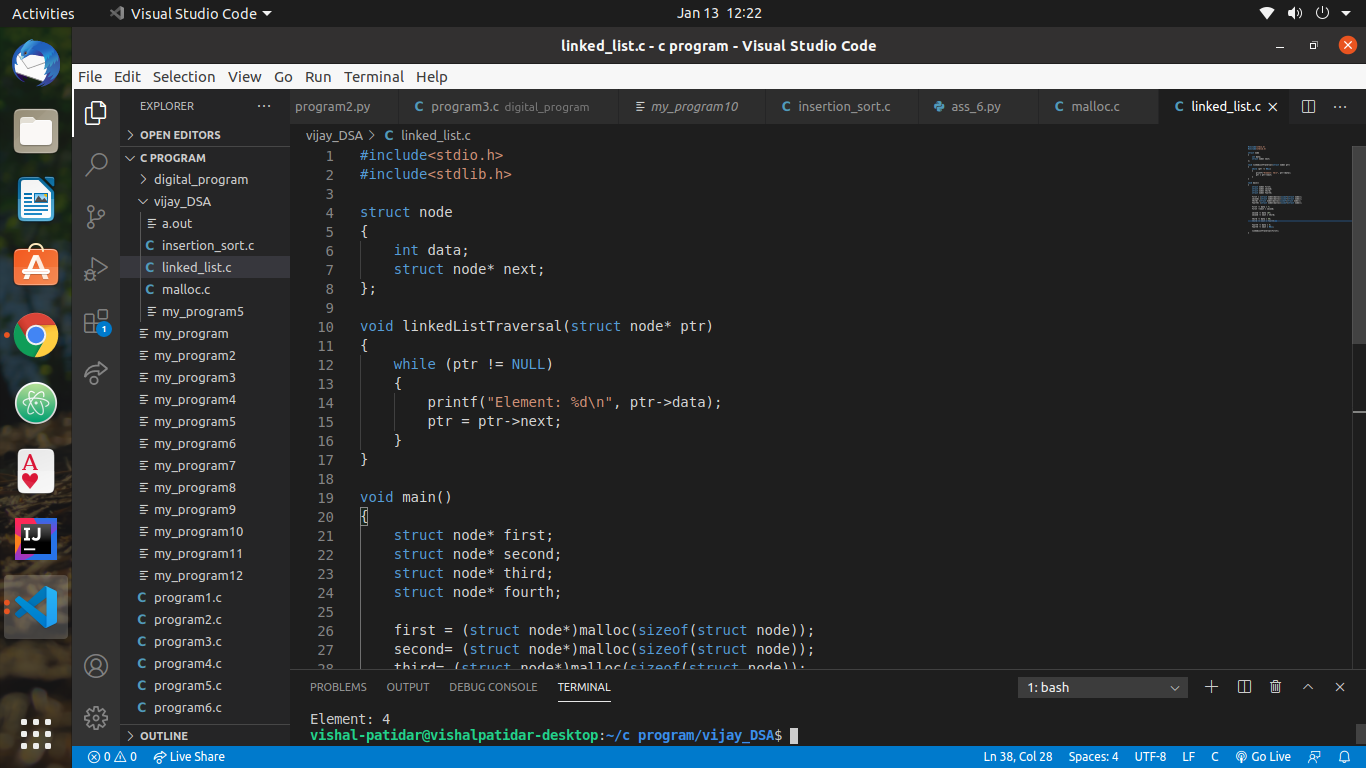 Activities Visual Studio Code Jan 13 12:22
linked_list.c - c program - Visual Studio Code
File Edit Selection View Go Run Terminal Help
EXPLORER ···
OPEN EDITORS
C PROGRAM
digital_program
vijay_DSA
a.out
C insertion_sort.c
C linked_list.c
C malloc.c
my_program5
my_program
my_program2
my_program3
my_program4
my_program5
my_program6
my_program7
my_program8
my_program9
my_program10
my_program11
my_program12
C program1.c
C program2.c
C program3.c
C program4.c
C program5.c
C program6.c
OUTLINE
1
A
IJ
program2.py C program3.c digital_program my_program10 C insertion_sort.c ass_6.py C malloc.c C linked_list.c ···
vijay_DSA > C linked_list.c
1 #include<stdio.h>
2 #include<stdlib.h>
3
4 struct node
5 {
6 int data;
7 struct node* next;
8 };
9
10 void linkedListTraversal(struct node* ptr)
11 {
12 while (ptr != NULL)
13 {
14 printf("Element: %d\n", ptr->data);
15 ptr = ptr->next;
16 }
17 }
18
19 void main()
20 {
21 struct node* first;
22 struct node* second;
23 struct node* third;
24 struct node* fourth;
25
26 first = (struct node*)malloc(sizeof(struct node));
27 second= (struct node*)malloc(sizeof(struct node));
28 third= (struct node*)malloc(sizeof(struct node));
PROBLEMS OUTPUT DEBUG CONSOLE TERMINAL 1: bash
Element: 4
vishal-patidar@vishalpatidar-desktop:~/c program/vijay_DSA$
0 0 Live Share Ln 38, Col 28 Spaces: 4 UTF-8 LF C Go Live